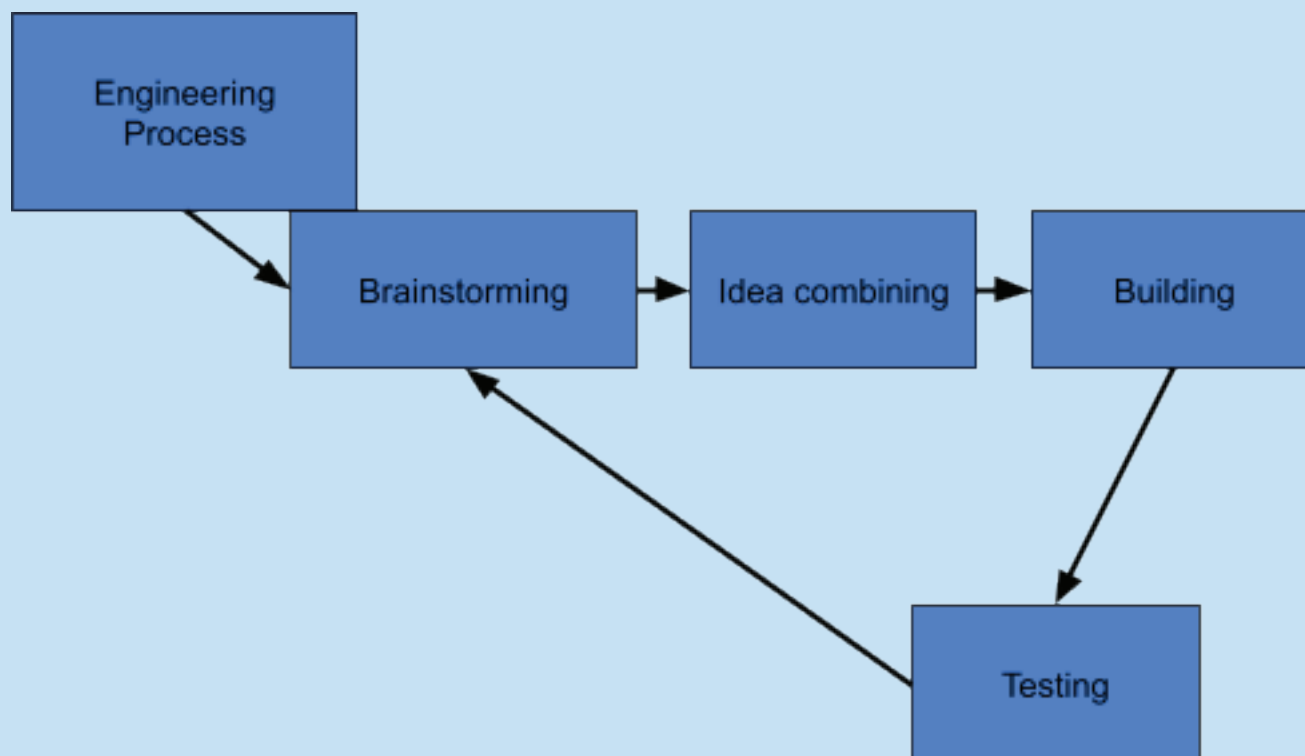 Engineering
Process
Brainstorming
Idea combining
Building
Testing